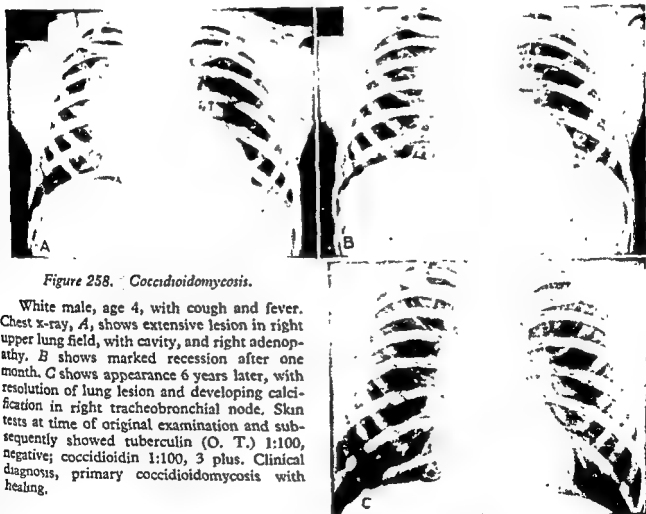 A
B
Figure 258. Coccidioidomycosis.
White male, age 4, with cough and fever.
Chest x-ray, A, shows extensive lesion in right
upper lung field, with cavity, and right adenop-
athy. B shows marked recession after one
month. C shows appearance 6 years later, with
resolution of lung lesion and developing calci-
fication in right tracheobronchial node. Skin
tests at time of original examination and sub-
sequently showed tuberculin (O. T.) 1:100,
negative; coccidioidin 1:100, 3 plus. Clinical
diagnosis, primary coccidioidomycosis with
healing.
C